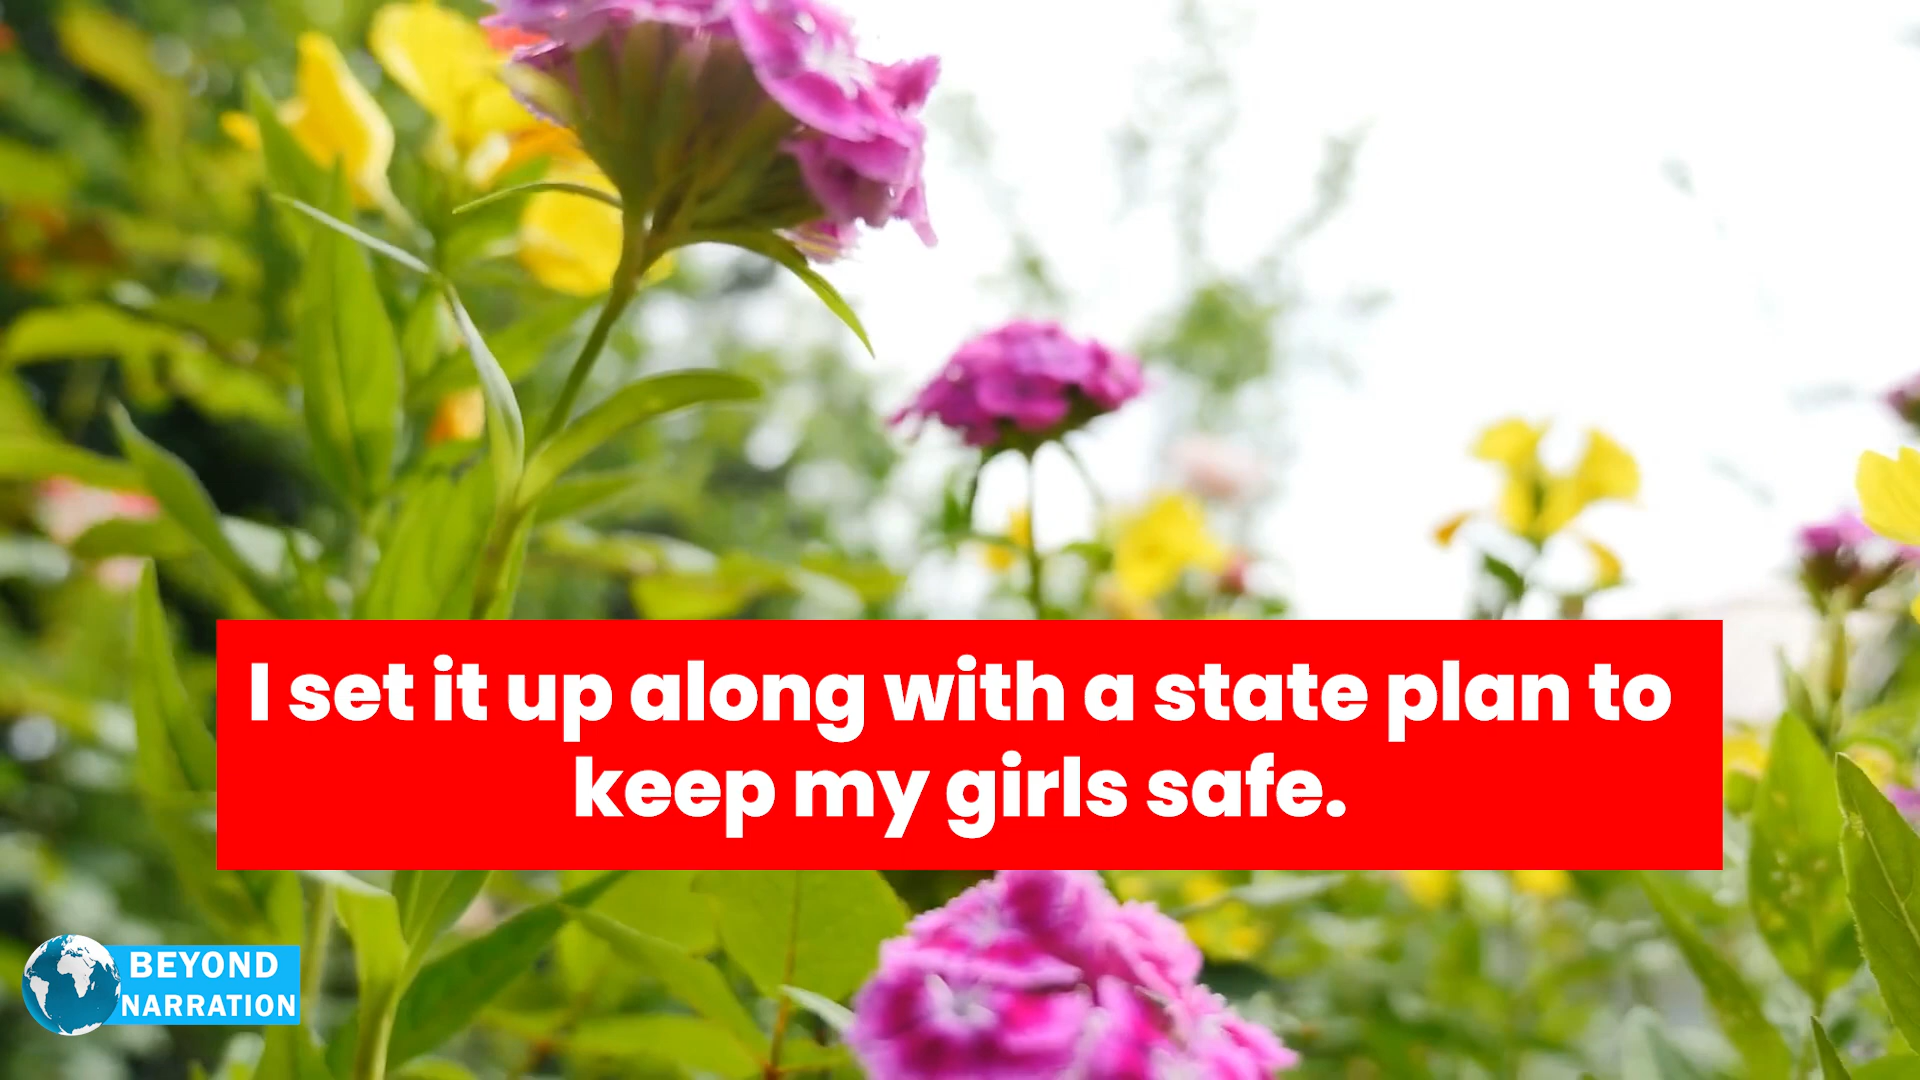 I set it up along with a state plan to
keep my girls safe.
BEYOND
NARRATION